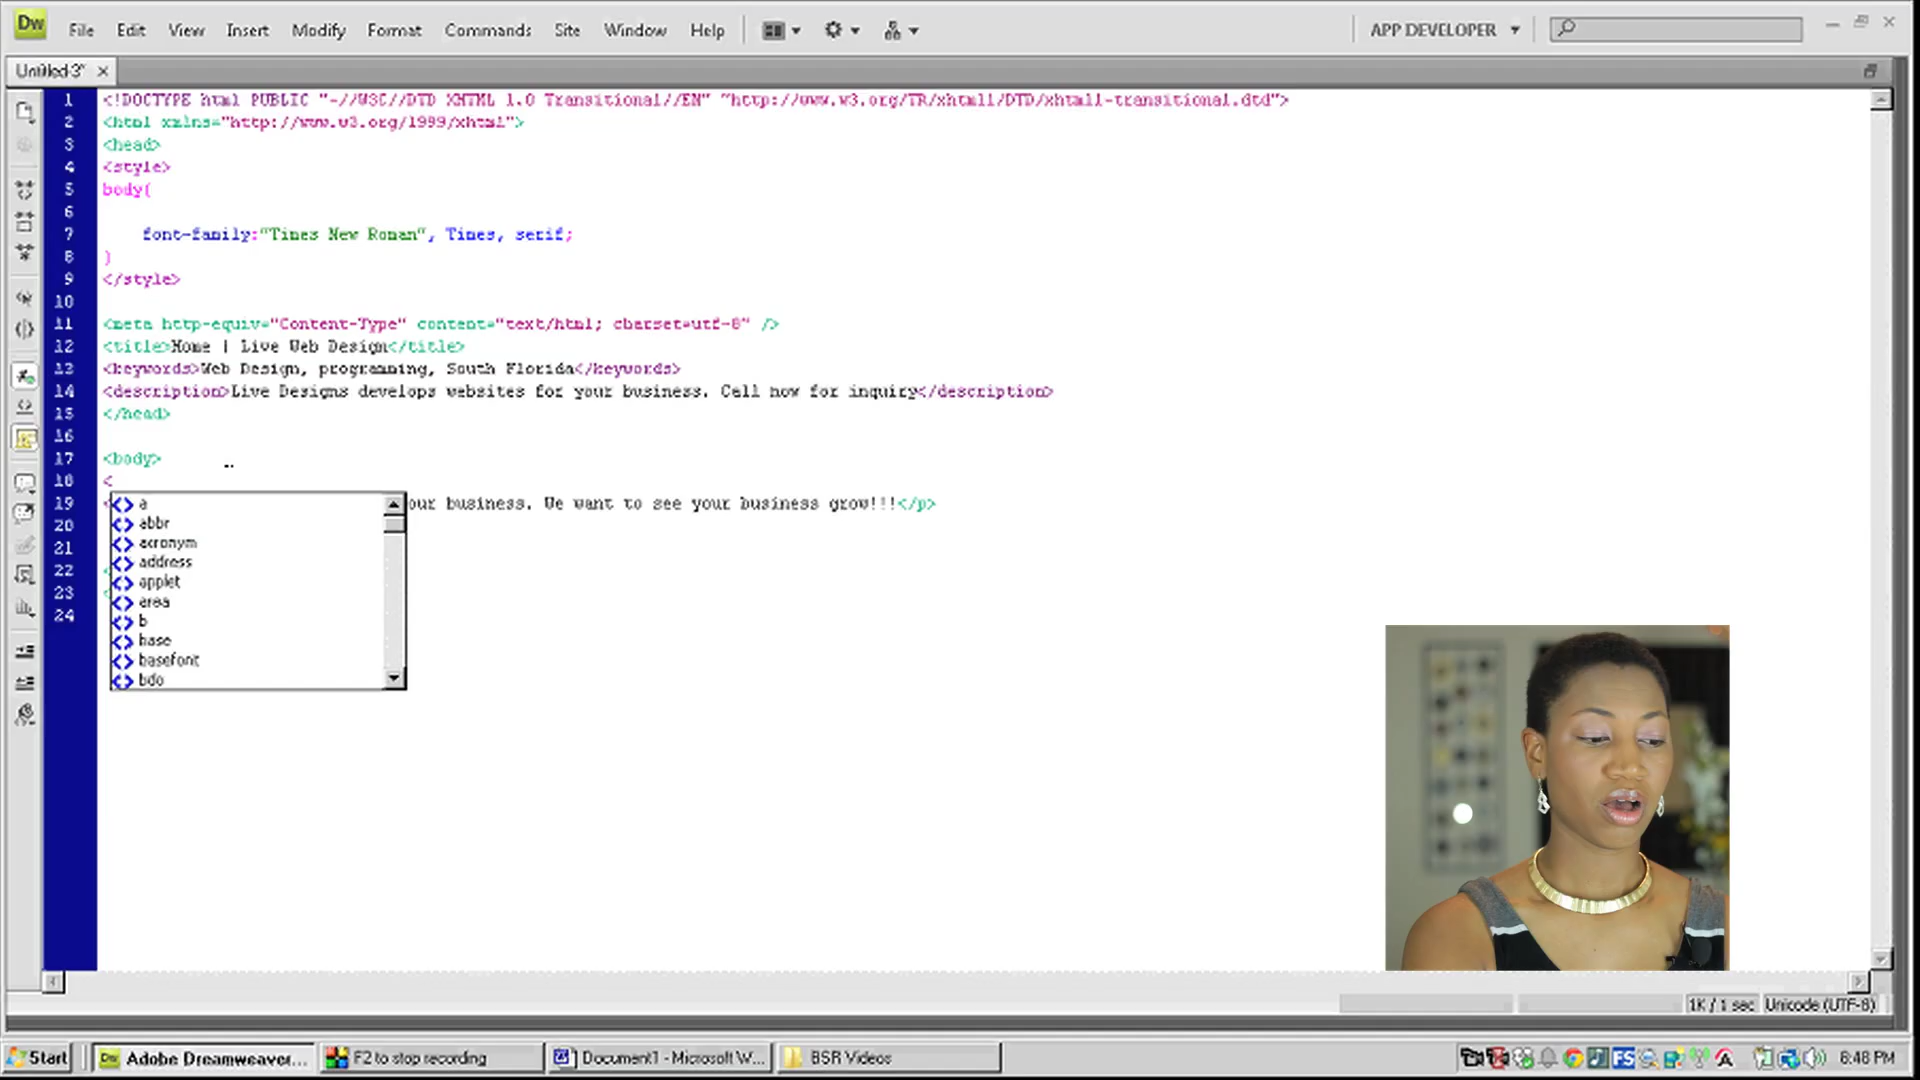 Dw File Edit View Insert Modify Format Commands Site Window Help APP DEVELOPER
Untitled-3*
1 <!DOCTYPE html PUBLIC "-//W3C//DTD XHTML 1.0 Transitional//EN" "http://www.w3.org/TR/xhtml1/DTD/xhtml1-transitional.dtd">
2 <html xmlns="http://www.w3.org/1999/xhtml">
3 <head>
4 <style>
5 body{
6
7 font-family:"Times New Roman", Times, serif;
8 }
9 </style>
10
11 <meta http-equiv="Content-Type" content="text/html; charset=utf-8" />
12 <title>Home | Live Web Design</title>
13 <keywords>Web Design, programing, South Florida</keywords>
14 <description>Live Designs develops websites for your business. Call now for inquiry</description>
15 </head>
16
17 <body>
18 <
19 our business. We want to see your business grow!!!</p>
20
21
22
23
24
a
abbr
acronym
address
applet
area
b
base
basefont
bdo
1K / 1 sec Unicode (UTF-8)
Start Dw Adobe Dreamweaver... F2 to stop recording Document1 - Microsoft W... BSR Videos FS 6:48 PM